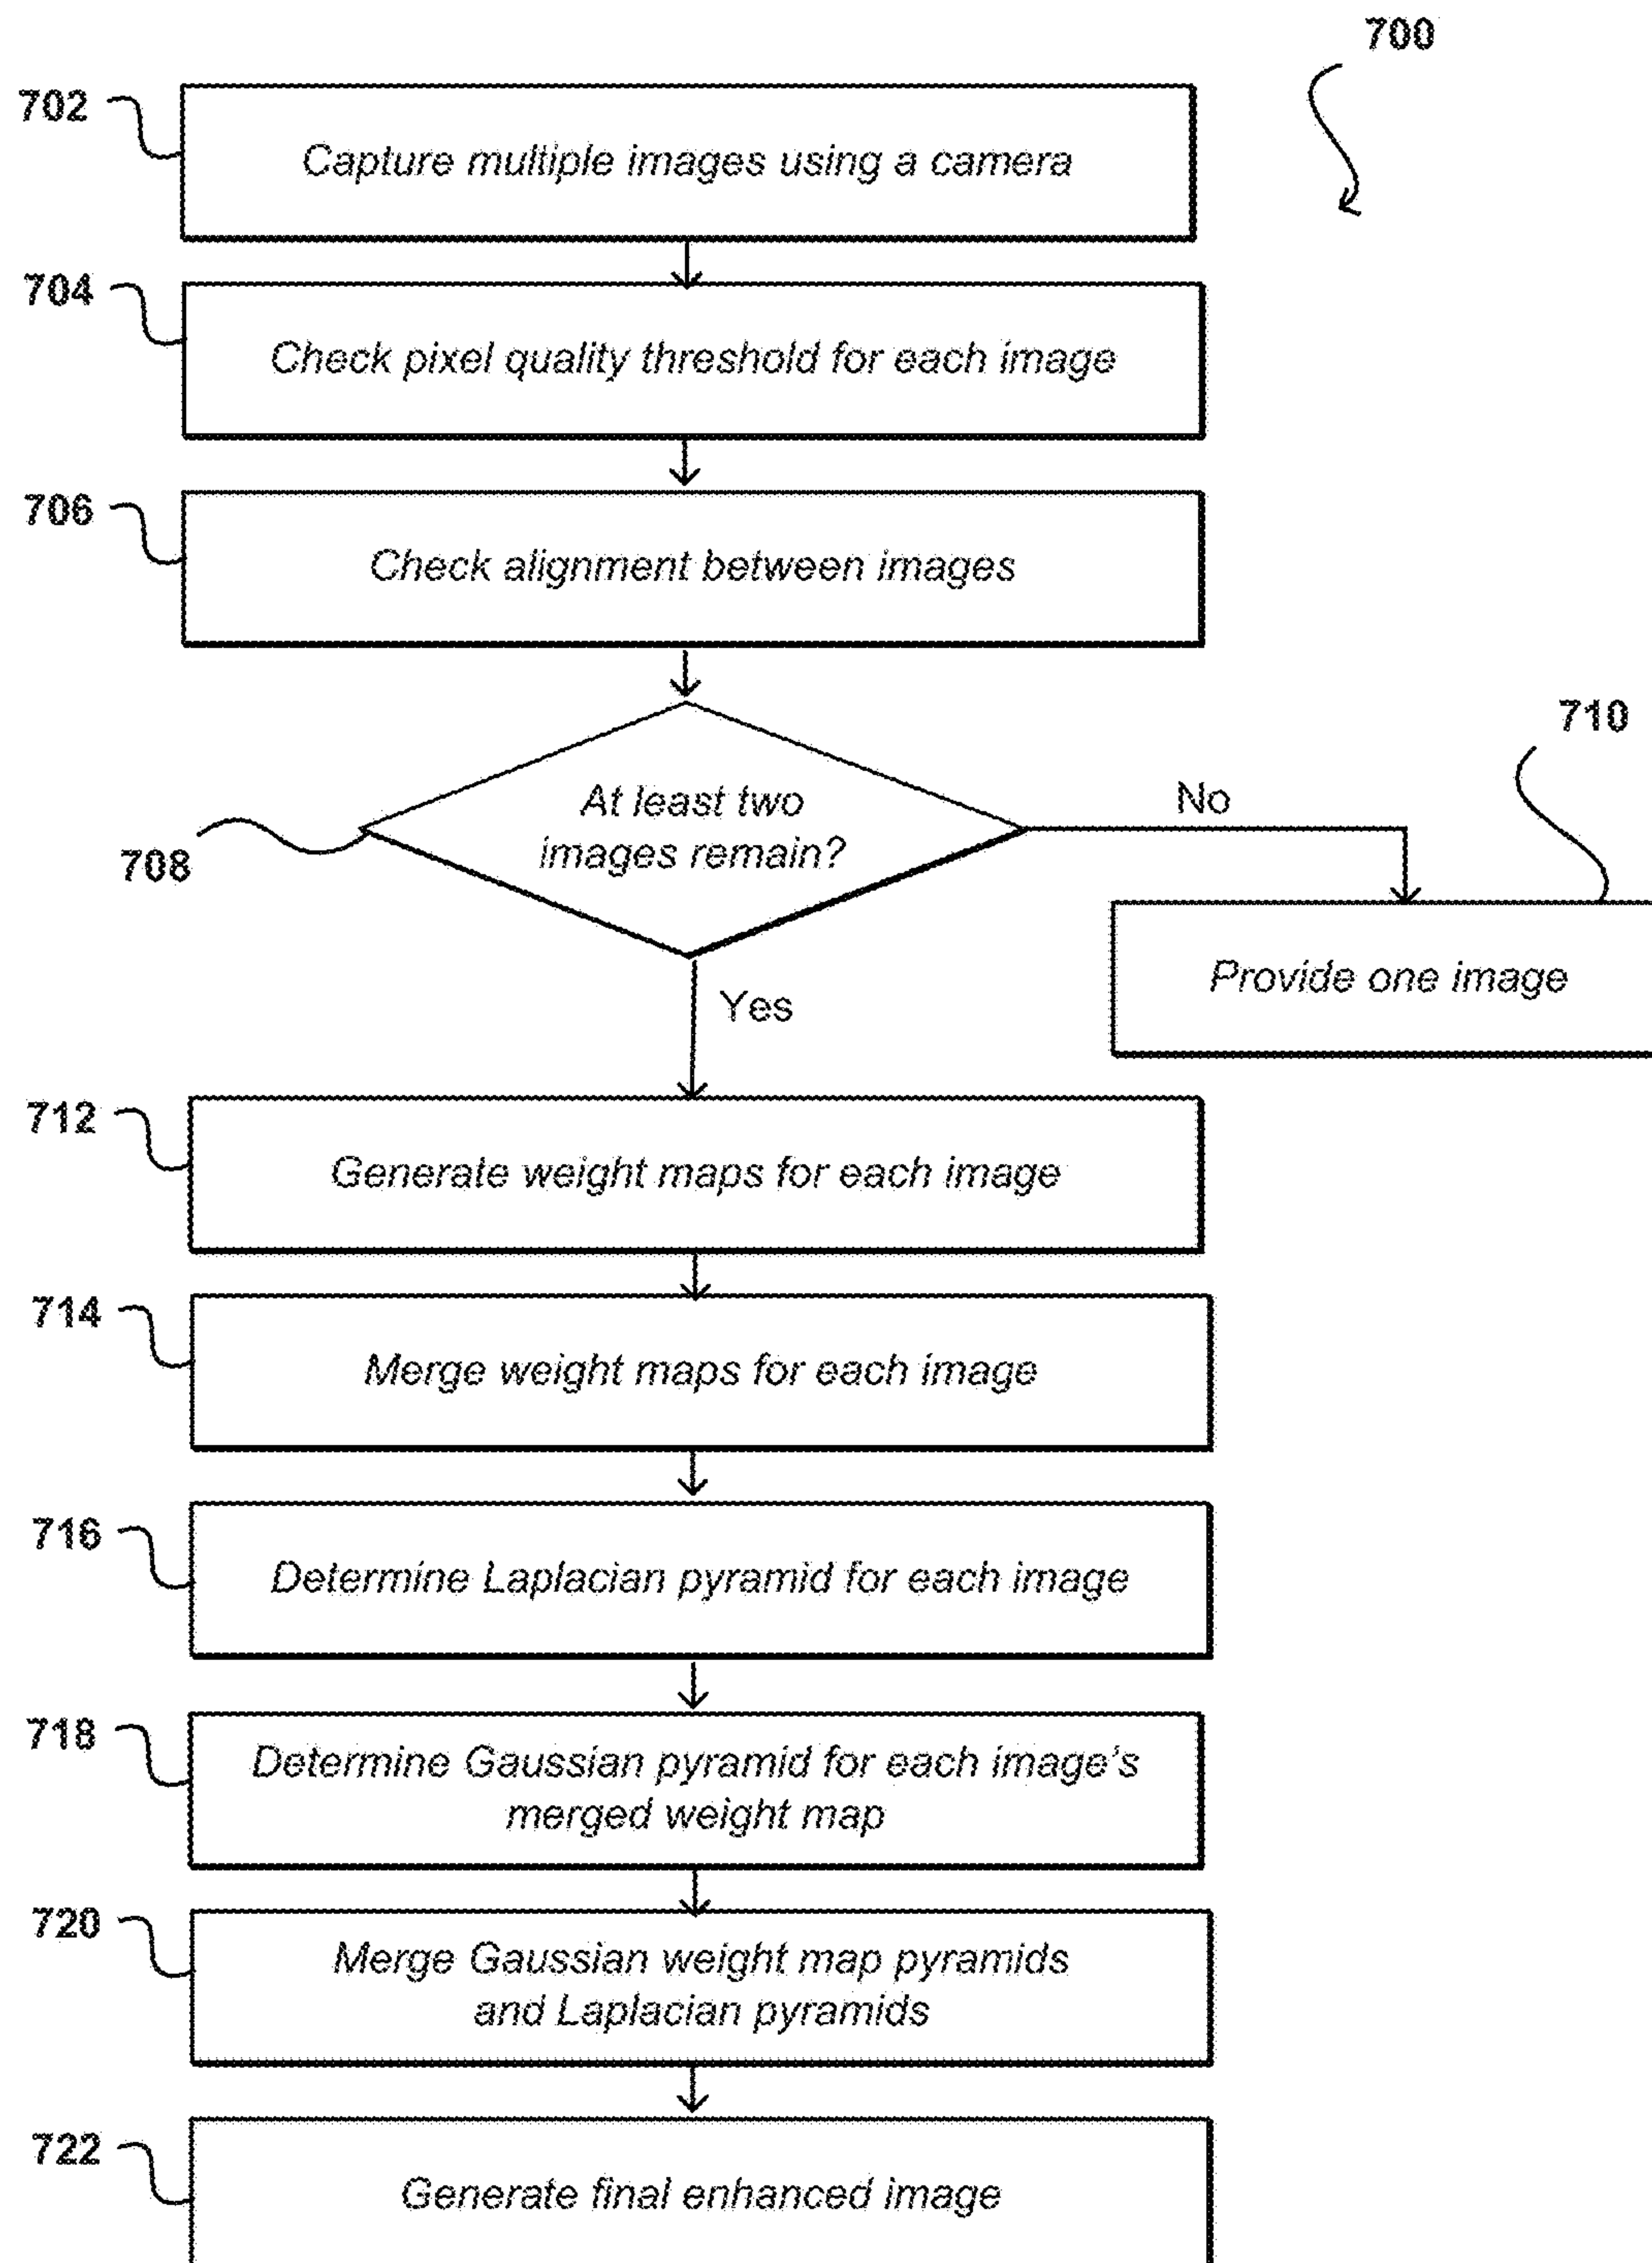 700
702
Capture multiple images using a camera
704
Check pixel quality threshold for each image
706
Check alignment between images
708
At least two
images remain?
No
710
Provide one image
Yes
712
Generate weight maps for each image
714
Merge weight maps for each image
716
Determine Laplacian pyramid for each image
718
Determine Gaussian pyramid for each image's
merged weight map
720
Merge Gaussian weight map pyramids
and Laplacian pyramids
722
Generate final enhanced image